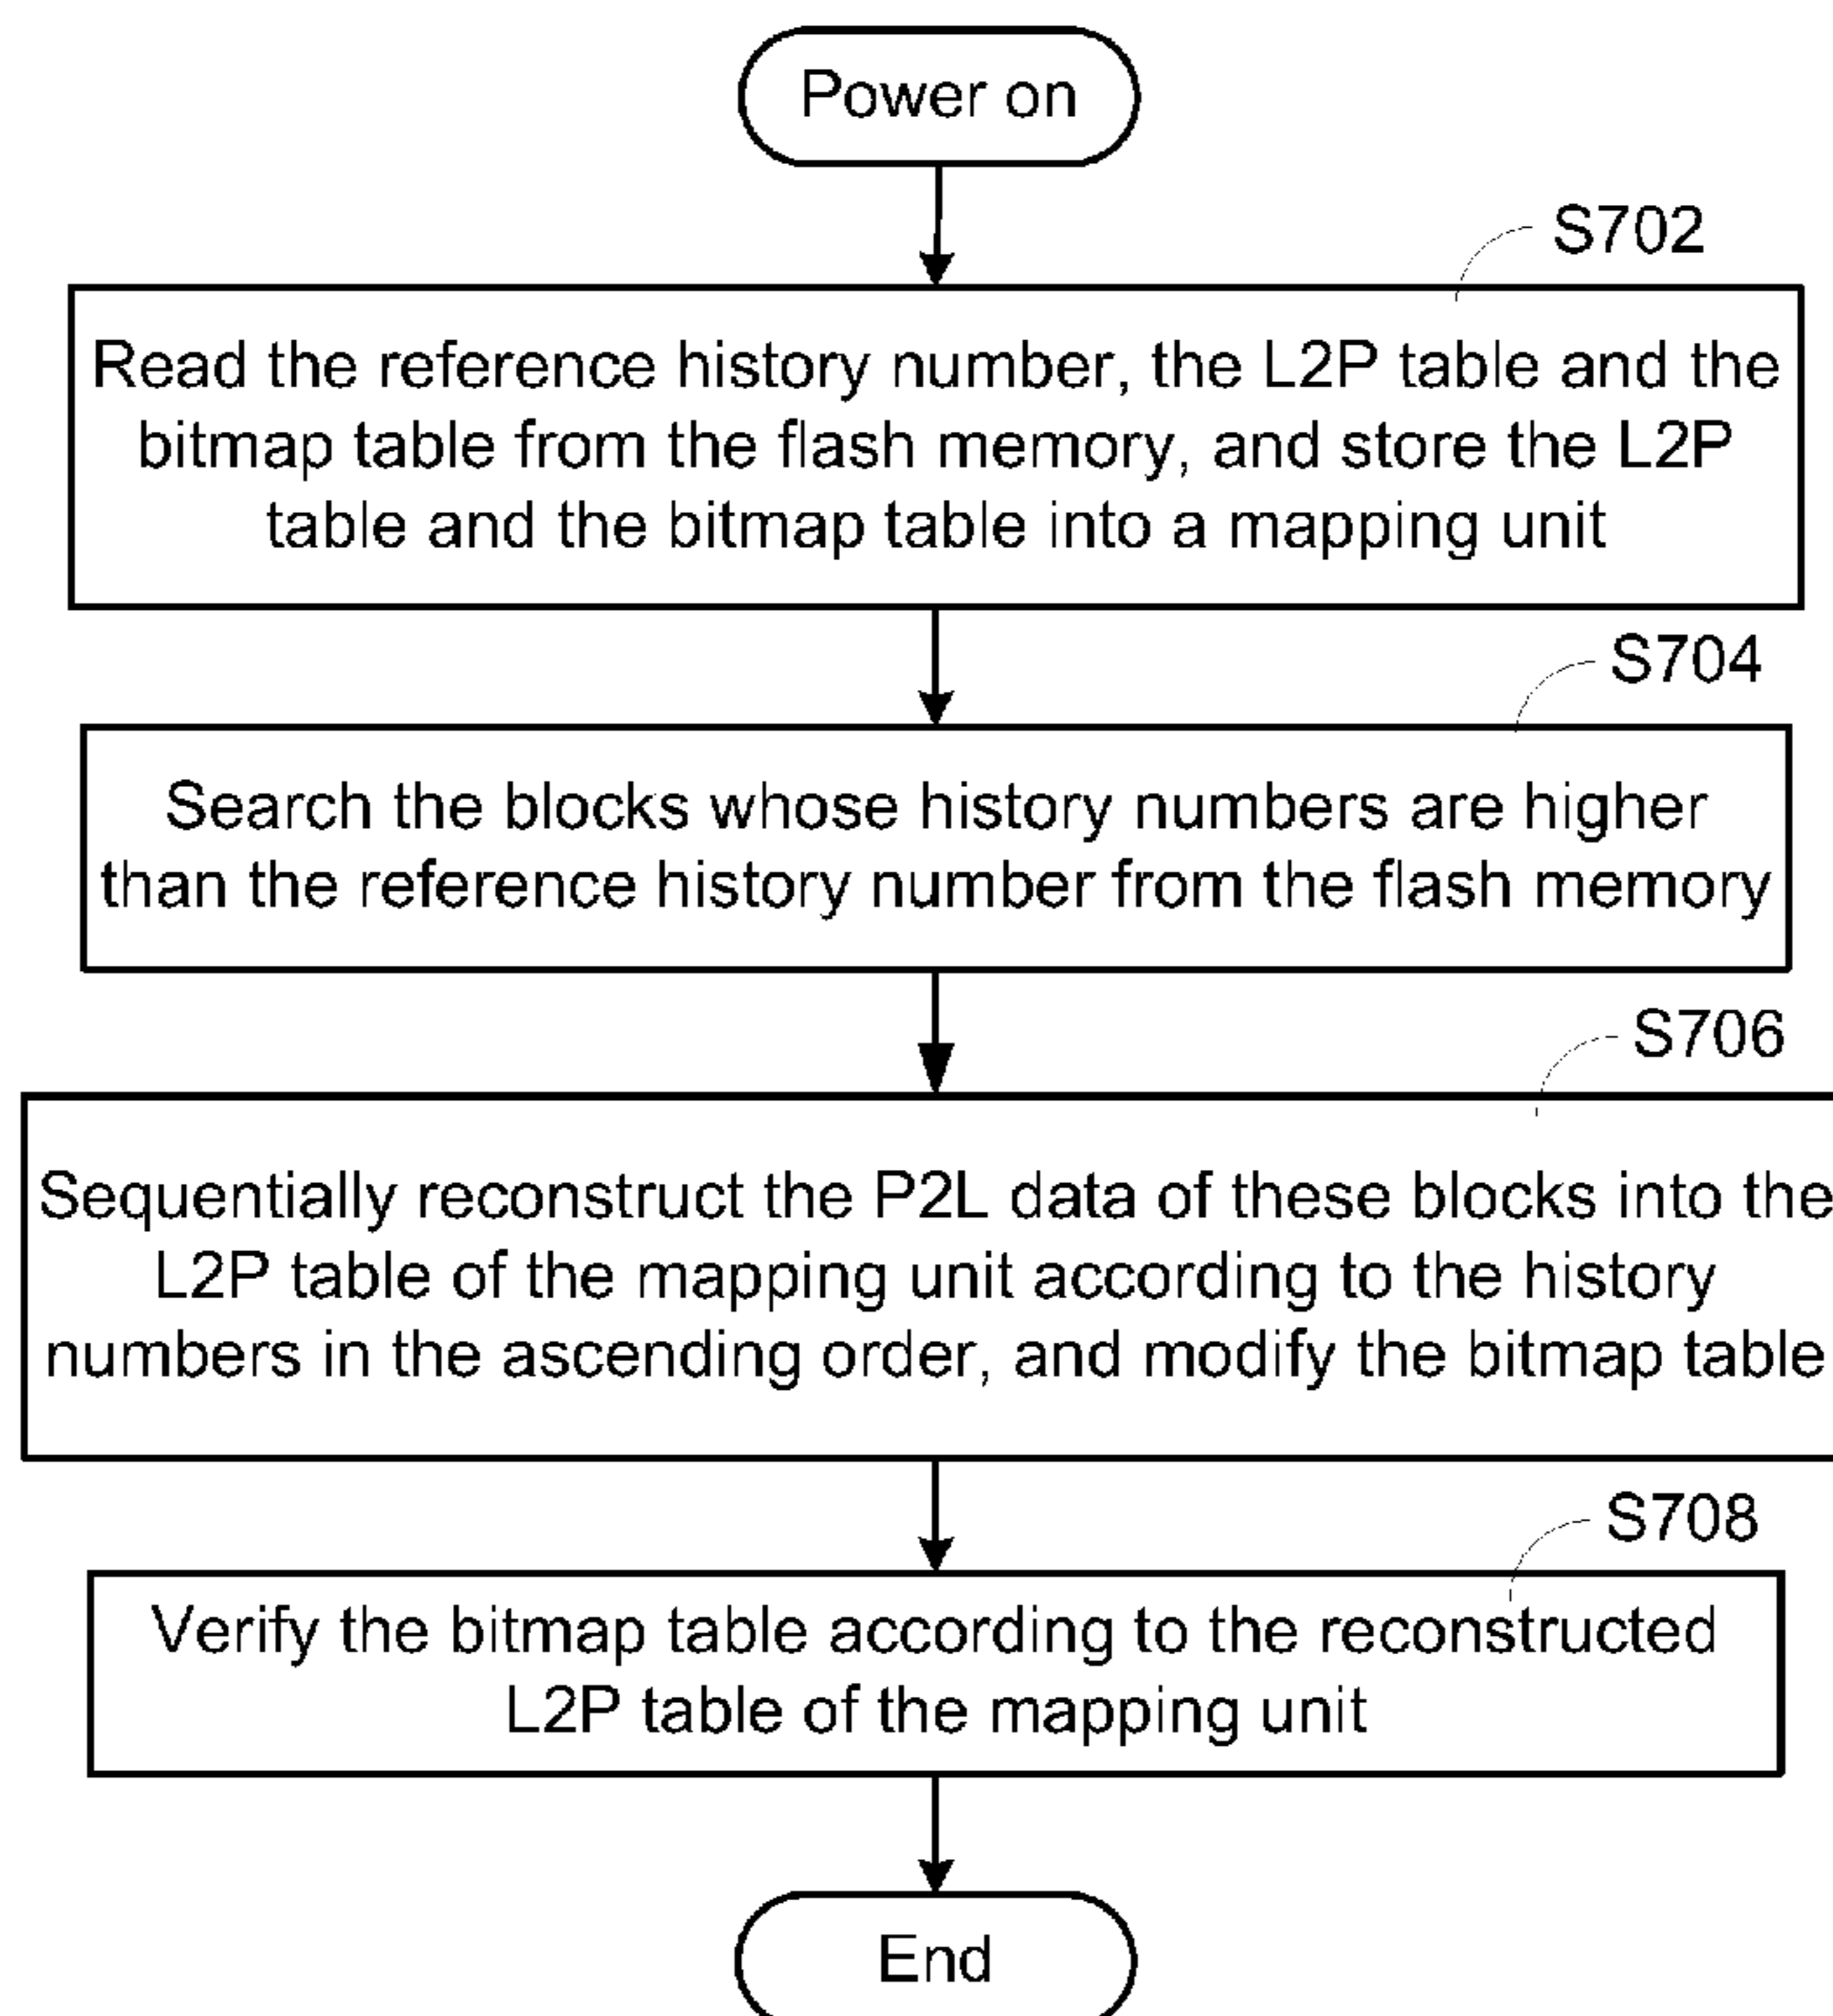 Power on
S702
Read the reference history number, the L2P table and the
bitmap table from the flash memory, and store the L2P
table and the bitmap table into a mapping unit
S704
Search the blocks whose history numbers are higher
than the reference history number from the flash memory
S706
Sequentially reconstruct the P2L data of these blocks into the
L2P table of the mapping unit according to the history
numbers in the ascending order, and modify the bitmap table
S708
Verify the bitmap table according to the reconstructed
L2P table of the mapping unit
End